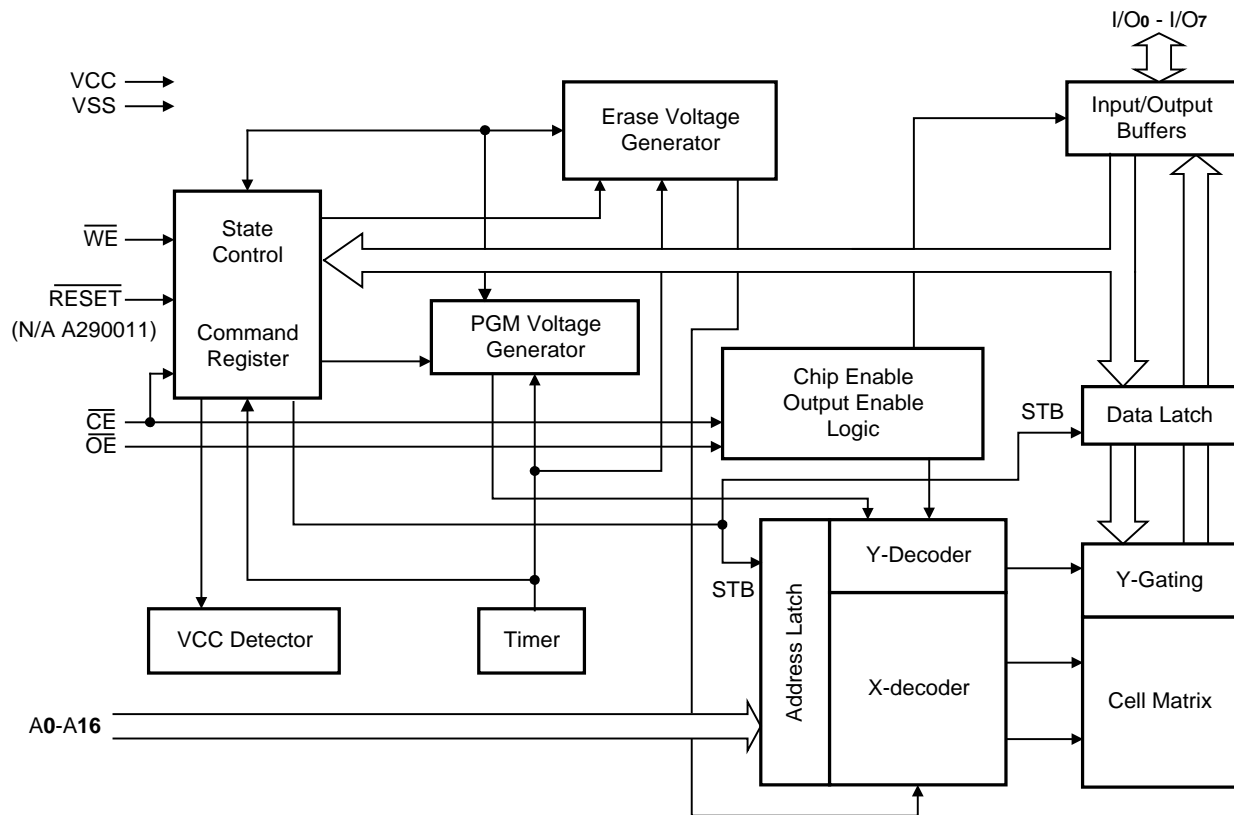 I/O0 - I/O7
VCC
VSS
Erase Voltage
Generator
Input/Output
Buffers
State
Control
WE
RESET
(N/A A290011)
Command
Register
PGM Voltage
Generator
Chip Enable
Output Enable
Logic
CE
OE
STB
Data Latch
Y-Decoder
Y-Gating
STB
Address Latch
VCC Detector
Timer
X-decoder
Cell Matrix
A0-A16